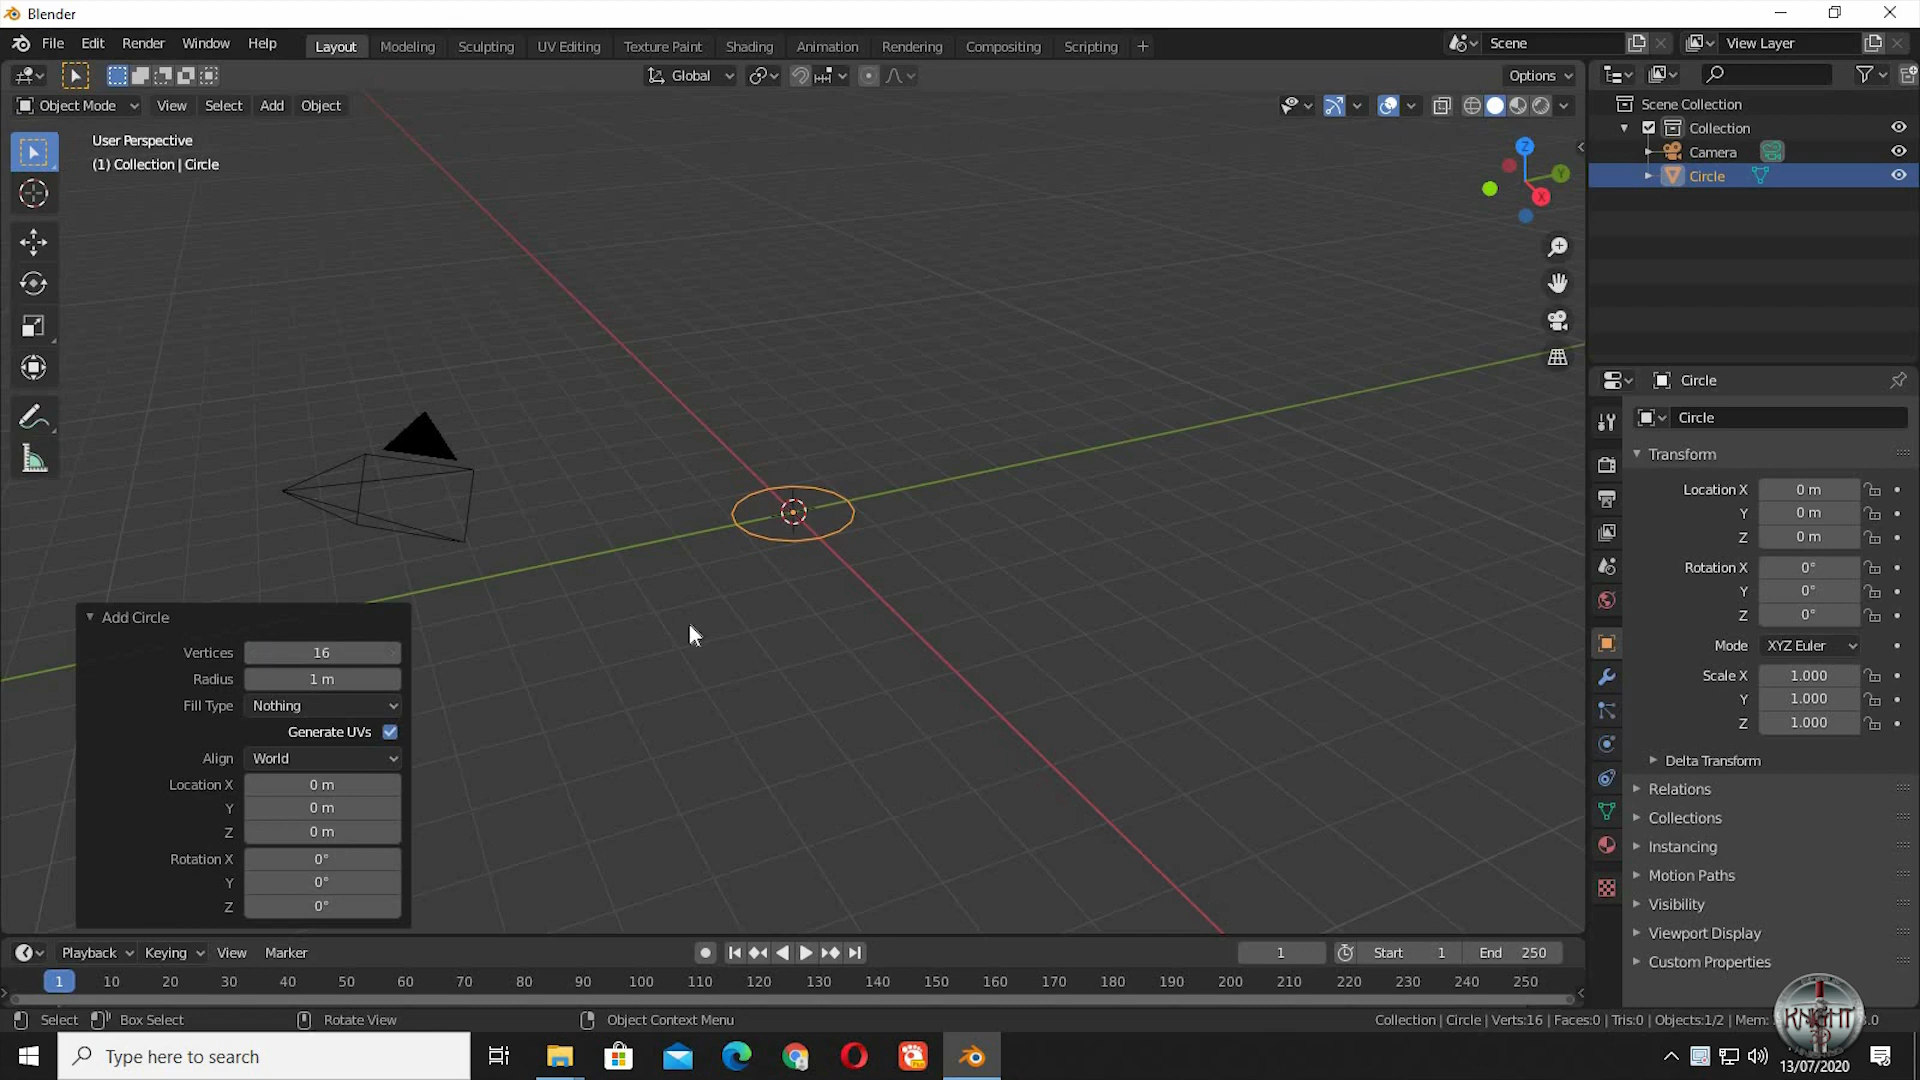 Blender
File Edit Render Window Help Layout Modeling Sculpting UV Editing Texture Paint Shading Animation Rendering Compositing Scripting + Scene View Layer
Global Options
Object Mode View Select Add Object
User Perspective
(1) Collection | Circle
Z
Y
X
Scene Collection
Collection
Camera
Circle
Circle
Circle
Transform
Location X 0 m
Y 0 m
Z 0 m
Rotation X 0°
Y 0°
Z 0°
Mode XYZ Euler
Scale X 1.000
Y 1.000
Z 1.000
Delta Transform
Relations
Collections
Instancing
Motion Paths
Visibility
Viewport Display
Custom Properties
Add Circle
Vertices 16
Radius 1 m
Fill Type Nothing
Generate UVs
Align World
Location X 0 m
Y 0 m
Z 0 m
Rotation X 0°
Y 0°
Z 0°
Playback Keying View Marker 1 Start 1 End 250
1 10 20 30 40 50 60 70 80 90 100 110 120 130 140 150 160 170 180 190 200 210 220 230 240 250
Select Box Select Rotate View Object Context Menu Collection | Circle | Verts:16 | Faces:0 | Tris:0 | Objects:1/2 | Mem:
KNIGHT
Type here to search
13/07/2020